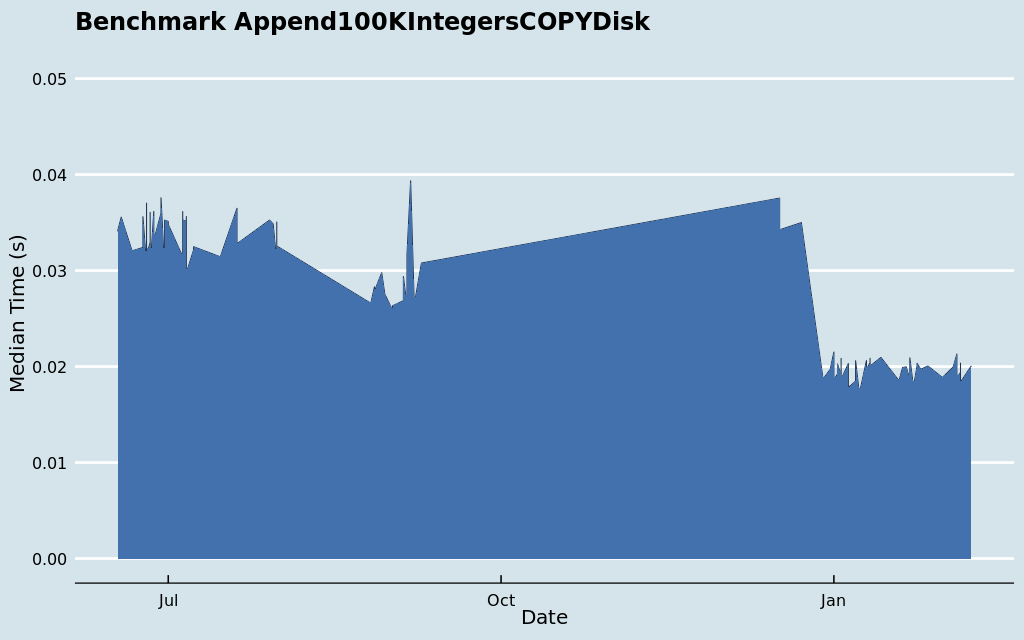 Benchmark Append100KIntegersCOPYDisk
0.05
0.04
0.03
0.02
0.01
0.00
Median Time (s)
Jul
Oct
Jan
Date